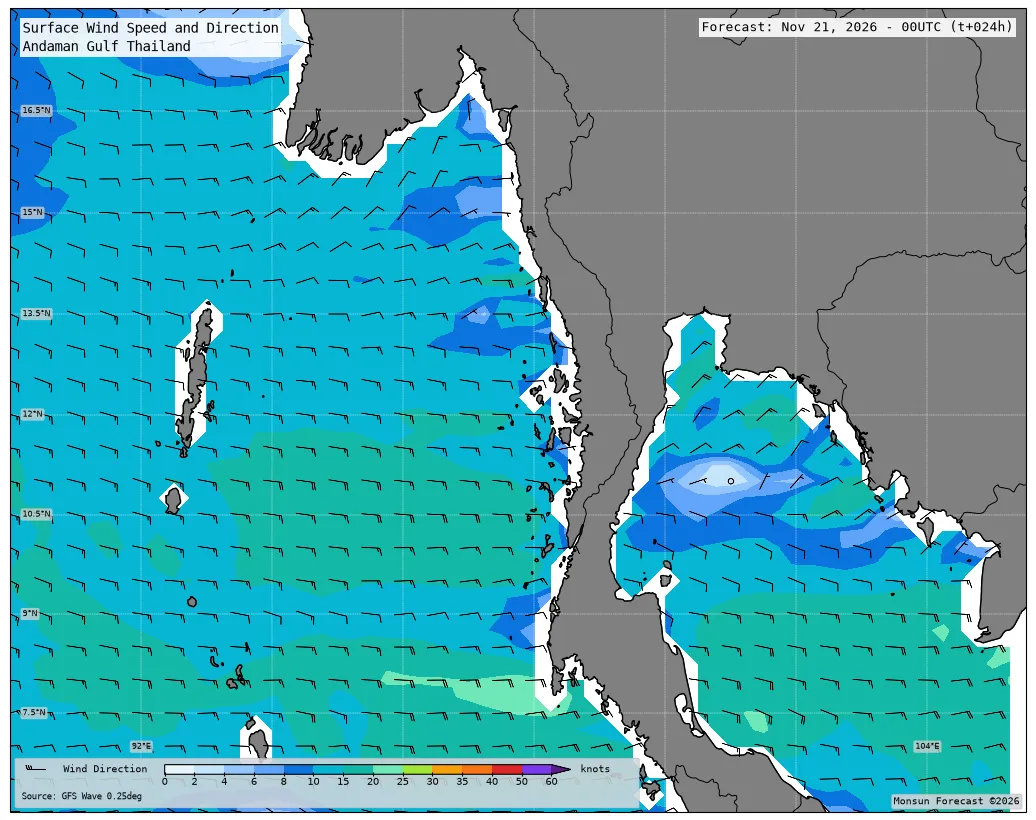 Surface Wind Speed and Direction
Andaman Gulf Thailand
Forecast: Nov 21, 2026 - 00UTC (t+024h)
16.5°N
15°N
13.5°N
12°N
10.5°N
9°N
7.5°N
92°E
104°E
Wind Direction
0 2 4 6 8 10 15 20 25 30 35 40 50 60
knots
Source: GFS Wave 0.25deg
Monsun Forecast ©2026